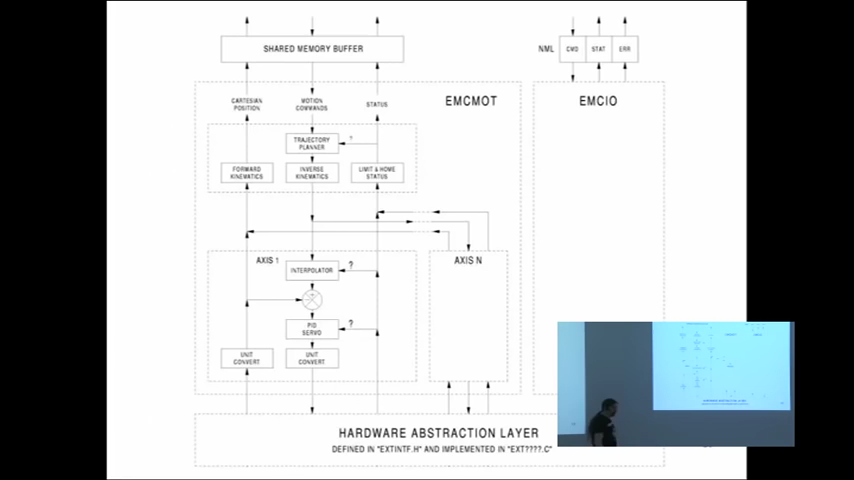 SHARED MEMORY BUFFER
NML
CMD
STAT
ERR
CARTESIAN
POSITION
MOTION
COMMANDS
STATUS
EMCMOT
EMCIO
TRAJECTORY
PLANNER
?
FORWARD
KINEMATICS
INVERSE
KINEMATICS
LIMIT & HOME
STATUS
AXIS 1
INTERPOLATOR
?
AXIS N
PID
SERVO
?
UNIT
CONVERT
UNIT
CONVERT
HARDWARE ABSTRACTION LAYER
DEFINED IN "EXTINTF.H" AND IMPLEMENTED IN "EXT????.C"